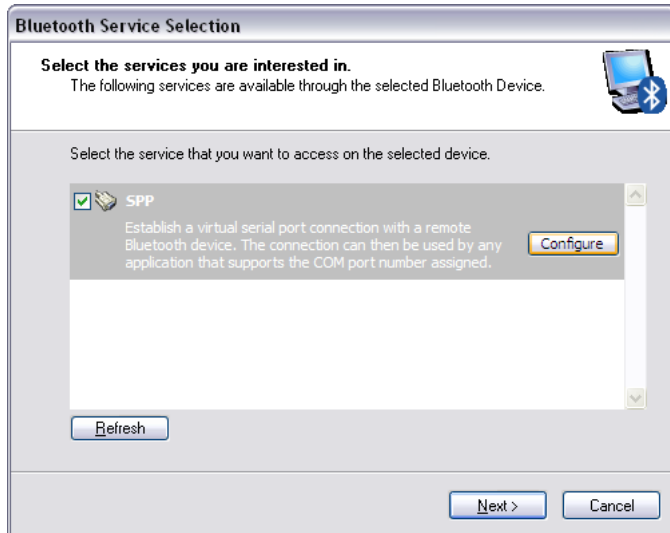 Bluetooth Service Selection
Select the services you are interested in.
The following services are available through the selected Bluetooth Device.
Select the service that you want to access on the selected device.
SPP
Establish a virtual serial port connection with a remote
Bluetooth device. The connection can then be used by any
application that supports the COM port number assigned.
Configure
Refresh
Next >
Cancel